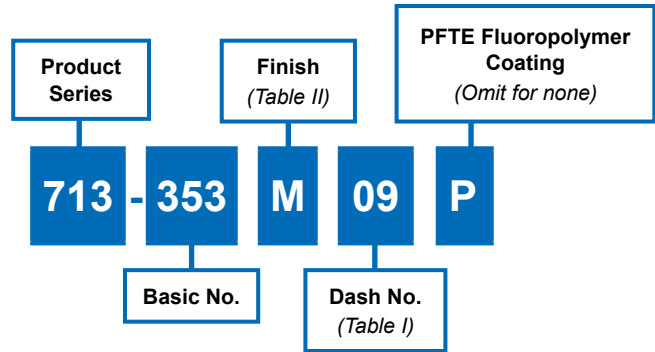 PFTE Fluoropolymer
Coating
(Omit for none)
Product
Series
Finish
(Table II)
713 - 353 M 09 P
Basic No.
Dash No.
(Table I)